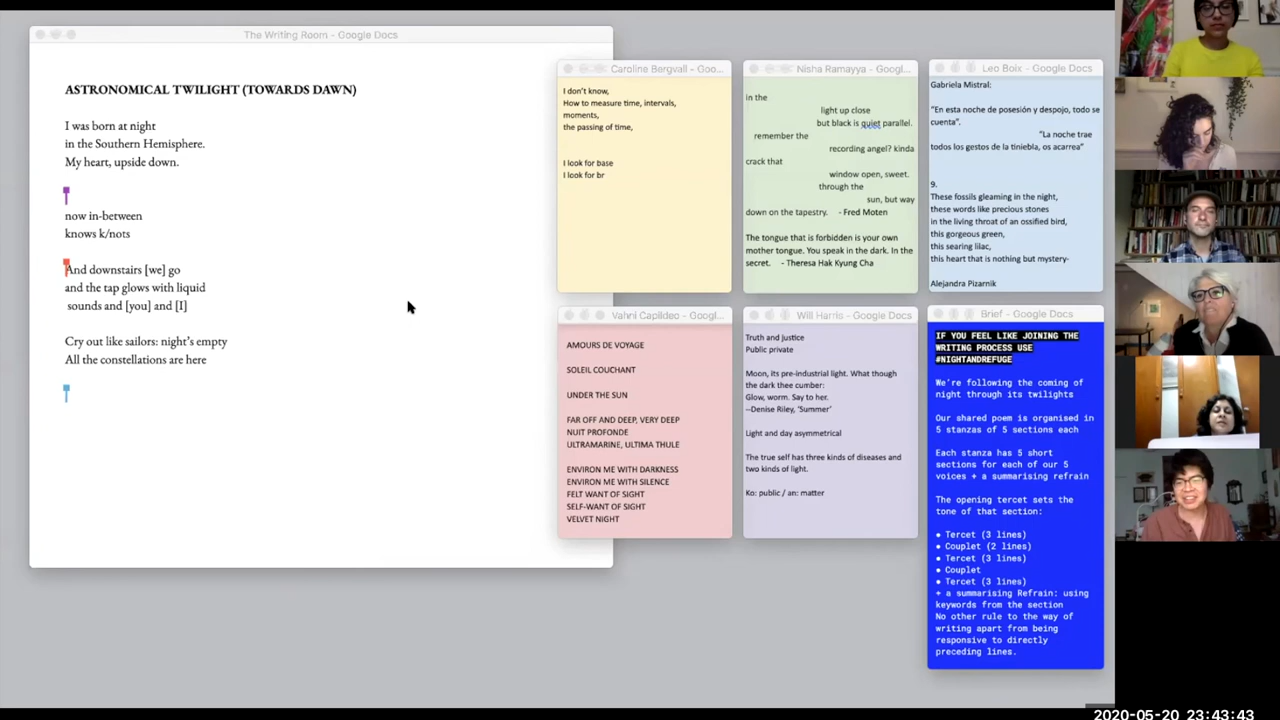 The Writing Room - Google Docs
ASTRONOMICAL TWILIGHT (TOWARDS DAWN)
I was born at night
in the Southern Hemisphere.
My heart, upside down.
now in-between
knows k/nots
And downstairs [we] go
and the tap glows with liquid
sounds and [you] and [I]
Cry out like sailors: night's empty
All the constellations are here
Caroline Bergvall - Goo...
I don't know,
How to measure time, intervals,
moments,
the passing of time,
I look for base
I look for br
Nisha Ramayya - Googl...
in the
light up close
but black is quiet parallel.
remember the
recording angel? kinda
crack that
window open, sweet.
through the
sun, but way
down on the tapestry. - Fred Moten
The tongue that is forbidden is your own
mother tongue. You speak in the dark. In the
secret. - Theresa Hak Kyung Cha
Leo Boix - Google Docs
Gabriela Mistral:
"En esta noche de posesión y despojo, todo se
cuenta".
"La noche trae
todos los gestos de la tiniebla, os acarrea"
9.
These fossils gleaming in the night,
these words like precious stones
in the living throat of an ossified bird,
this gorgeous green,
this searing lilac,
this heart that is nothing but mystery-
Alejandra Pizarnik
Vahni Capildeo - Googl...
AMOURS DE VOYAGE
SOLEIL COUCHANT
UNDER THE SUN
FAR OFF AND DEEP, VERY DEEP
NUIT PROFONDE
ULTRAMARINE, ULTIMA THULE
ENVIRON ME WITH DARKNESS
ENVIRON ME WITH SILENCE
FELT WANT OF SIGHT
SELF-WANT OF SIGHT
VELVET NIGHT
Will Harris - Google Docs
Truth and justice
Public private
Moon, its pre-industrial light. What though
the dark thee cumber:
Glow, worm. Say to her.
--Denise Riley, 'Summer'
Light and day asymmetrical
The true self has three kinds of diseases and
two kinds of light.
Ko: public / an: matter
Brief - Google Docs
IF YOU FEEL LIKE JOINING THE
WRITING PROCESS USE
#NIGHTANDREFUGE
We're following the coming of
night through its twilights
Our shared poem is organised in
5 stanzas of 5 sections each
Each stanza has 5 short
sections for each of our 5
voices + a summarising refrain
The opening tercet sets the
tone of that section:
● Tercet (3 lines)
● Couplet (2 lines)
● Tercet (3 lines)
● Couplet
● Tercet (3 lines)
+ a summarising Refrain: using
keywords from the section
No other rule to the way of
writing apart from being
responsive to directly
preceding lines.
2020-05-20 23:43:43